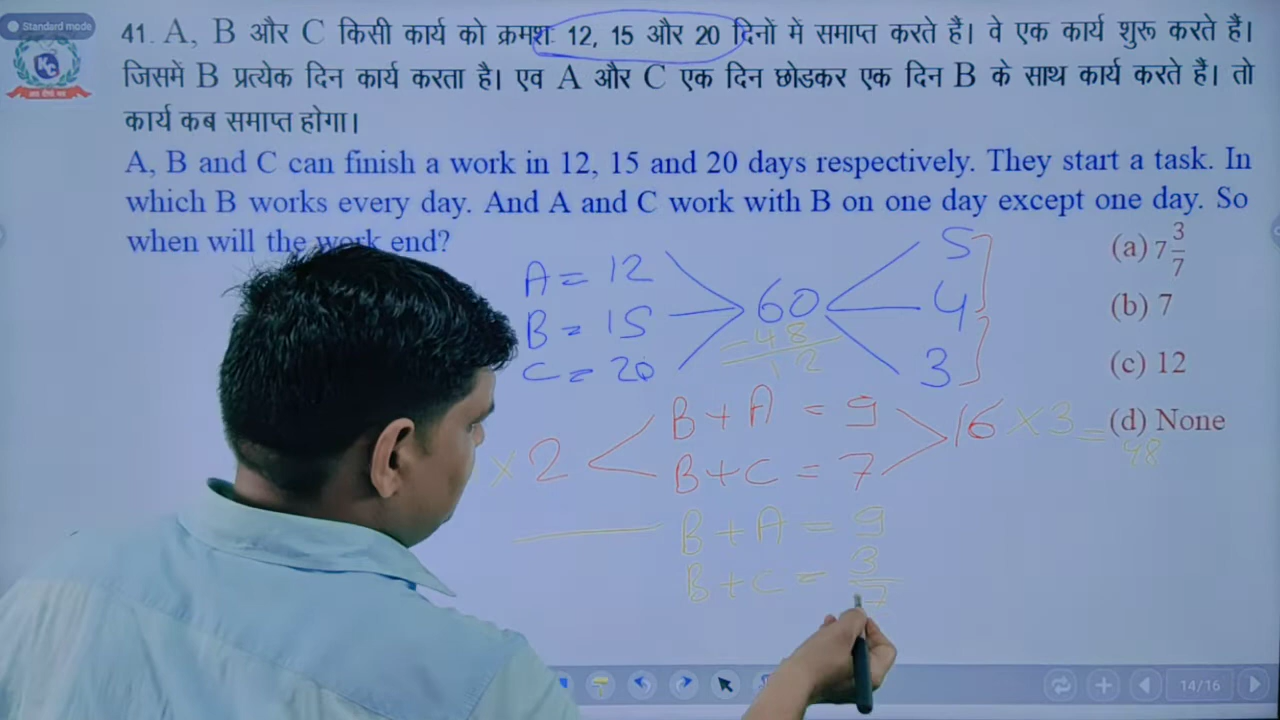 Standard mode
KC
41. A, B और C किसी कार्य को क्रमशः 12, 15 और 20 दिनों में समाप्त करते हैं। वे एक कार्य शुरू करते हैं।
जिसमें B प्रत्येक दिन कार्य करता है। एव A और C एक दिन छोडकर एक दिन B के साथ कार्य करते हैं। तो
कार्य कब समाप्त होगा।
A, B and C can finish a work in 12, 15 and 20 days respectively. They start a task. In
which B works every day. And A and C work with B on one day except one day. So
when will the work end?
(a) 7 3/7
(b) 7
(c) 12
(d) None
A = 12
B = 15
C = 20
60
5
4
3
- 48
12
× 2
B + A = 9
B + C = 7
16 × 3 = 48
B + A = 9
B + C = 3/7
14/16